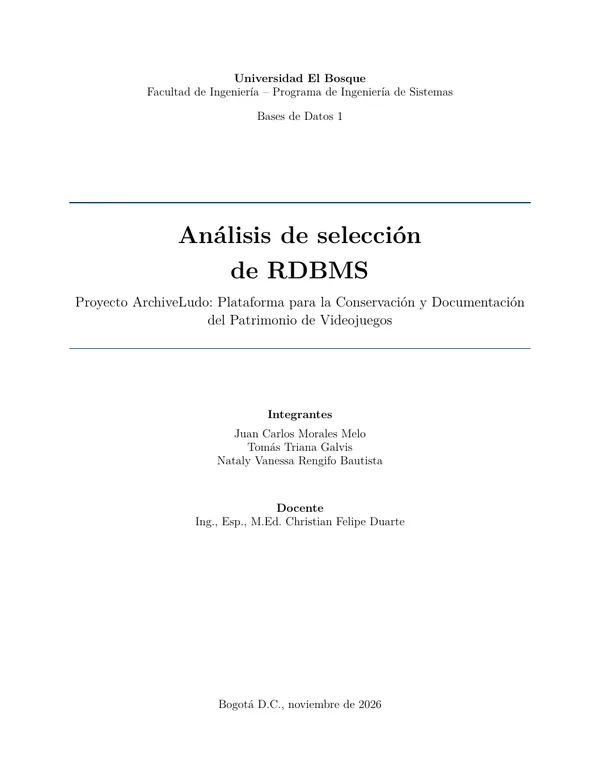 Universidad El Bosque
Facultad de Ingeniería – Programa de Ingeniería de Sistemas
Bases de Datos 1
Análisis de selección
de RDBMS
Proyecto ArchiveLudo: Plataforma para la Conservación y Documentación
del Patrimonio de Videojuegos
Integrantes
Juan Carlos Morales Melo
Tomás Triana Galvis
Nataly Vanessa Rengifo Bautista
Docente
Ing., Esp., M.Ed. Christian Felipe Duarte
Bogotá D.C., noviembre de 2026